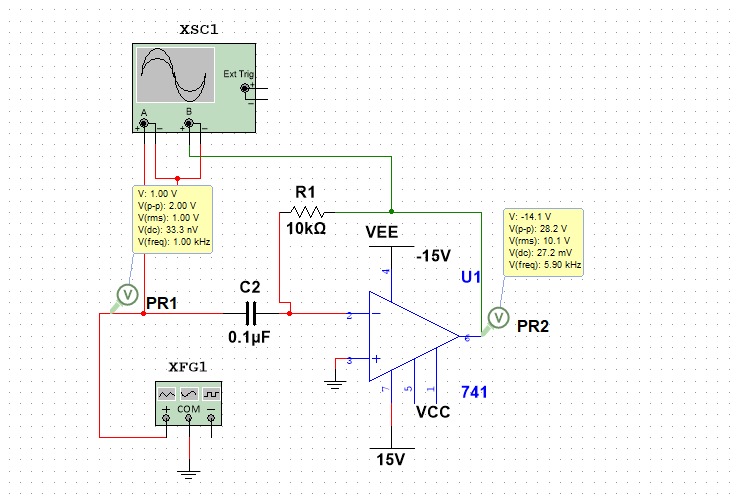 XSC1
Ext Trig
+
−
A
B
+
−
+
−
V: 1.00 V
V(p-p): 2.00 V
V(rms): 1.00 V
V(dc): 33.3 nV
V(freq): 1.00 kHz
R1
10kΩ
VEE
-15V
V: -14.1 V
V(p-p): 28.2 V
V(rms): 10.1 V
V(dc): 27.2 mV
V(freq): 5.90 kHz
4
U1
V
PR1
C2
0.1µF
2
−
6
V
PR2
3
+
XFG1
+
COM
−
7
5
1
741
VCC
15V